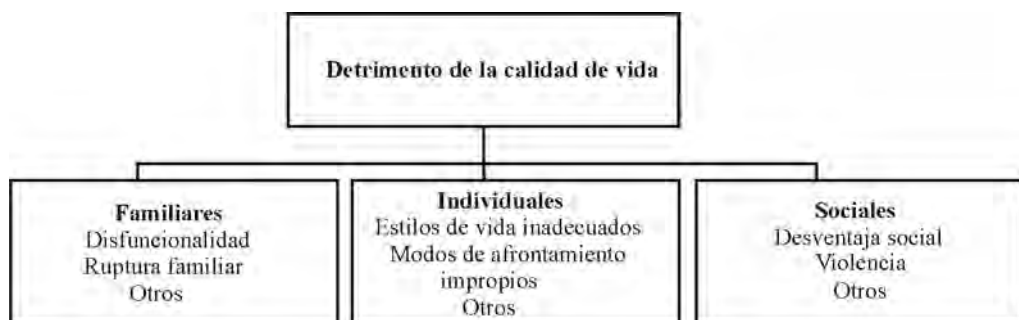 Detrimento de la calidad de vida
Familiares
Disfuncionalidad
Ruptura familiar
Otros
Individuales
Estilos de vida inadecuados
Modos de afrontamiento
impropios
Otros
Sociales
Desventaja social
Violencia
Otros